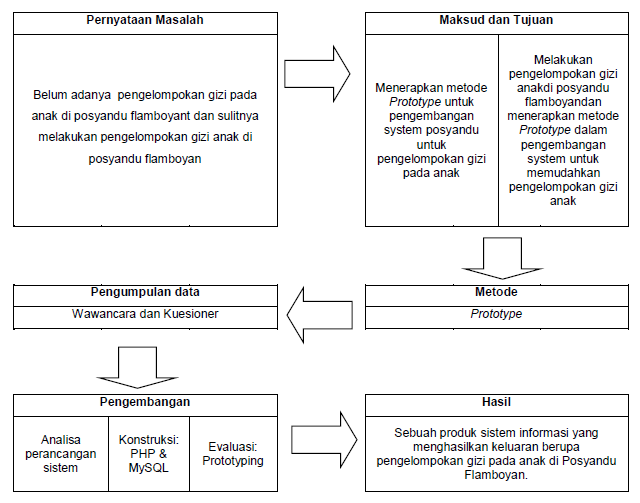 Pernyataan Masalah
Belum adanya pengelompokan gizi pada
anak di posyandu flamboyant dan sulitnya
melakukan pengelompokan gizi anak di
posyandu flamboyan
Maksud dan Tujuan
Menerapkan metode
Prototype untuk
pengembangan
system posyandu
untuk
pengelompokan gizi
pada anak
Melakukan
pengelompokan gizi
anakdi posyandu
flamboyandan
menerapkan metode
Prototype dalam
pengembangan
system untuk
memudahkan
pengelompokan gizi
anak
Metode
Prototype
Pengumpulan data
Wawancara dan Kuesioner
Pengembangan
Analisa
perancangan
sistem
Konstruksi:
PHP &
MySQL
Evaluasi:
Prototyping
Hasil
Sebuah produk sistem informasi yang
menghasilkan keluaran berupa
pengelompokan gizi pada anak di Posyandu
Flamboyan.